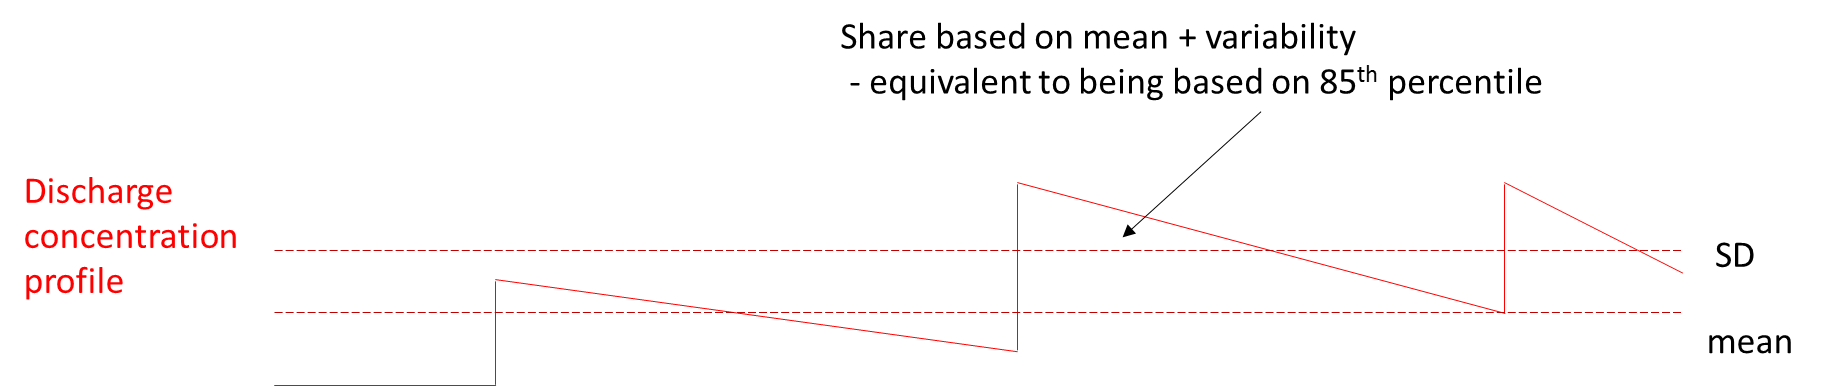 Share based on mean + variability
- equivalent to being based on 85th percentile
Discharge
concentration
profile
SD
mean